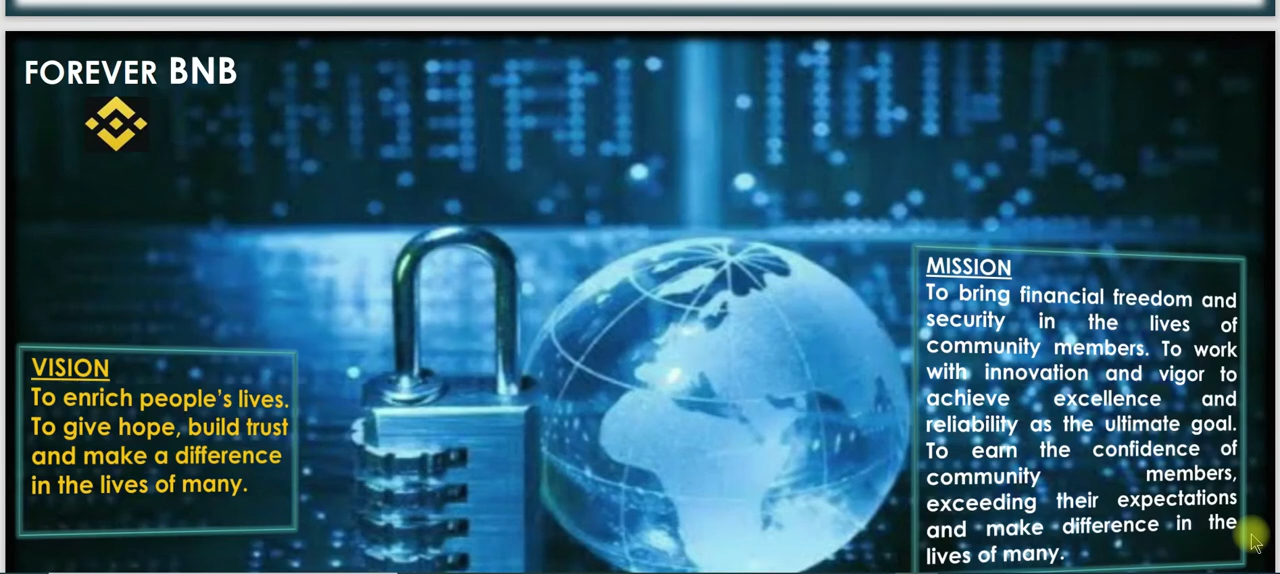 FOREVER BNB
VISION
To enrich people's lives.
To give hope, build trust
and make a difference
in the lives of many.
MISSION
To bring financial freedom and
security in the lives of
community members. To work
with innovation and vigor to
achieve excellence and
reliability as the ultimate goal.
To earn the confidence of
community members,
exceeding their expectations
and make difference in the
lives of many.